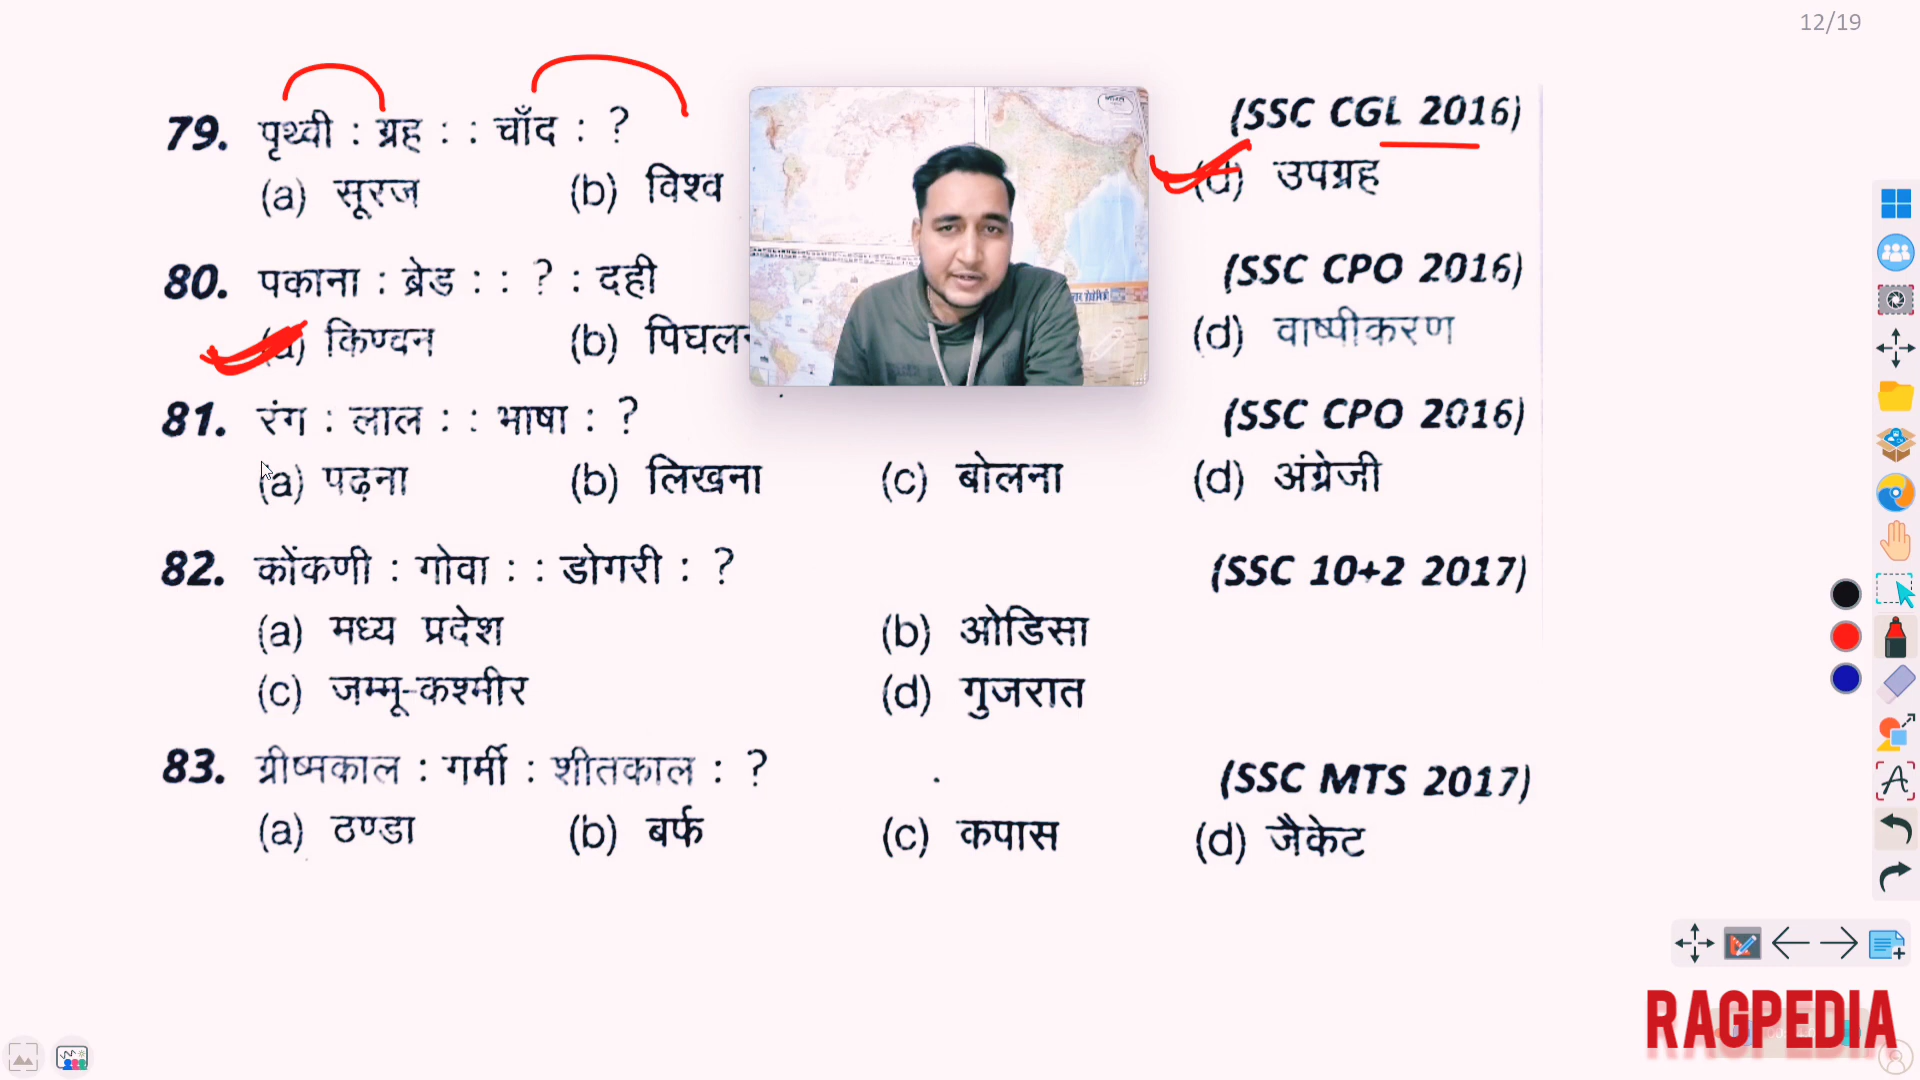 12/19
79. पृथ्वी : ग्रह : : चाँद : ? (SSC CGL 2016)
(a) सूरज (b) विश्व (d) उपग्रह
80. पकाना : ब्रेड : : ? : दही (SSC CPO 2016)
(a) किण्वन (b) (d) वाष्पीकरण
81. रंग : लाल : : भाषा : ? (SSC CPO 2016)
(a) पढ़ना (b) लिखना (c) बोलना (d) अंग्रेजी
82. कोंकणी : गोवा : : डोगरी : ? (SSC 10+2 2017)
(a) मध्य प्रदेश (b) ओडिसा
(c) जम्मू-कश्मीर (d) गुजरात
83. ग्रीष्मकाल : गर्मी : शीतकाल : ? (SSC MTS 2017)
(a) ठण्डा (b) बर्फ (c) कपास (d) जैकेट
RAGPEDIA